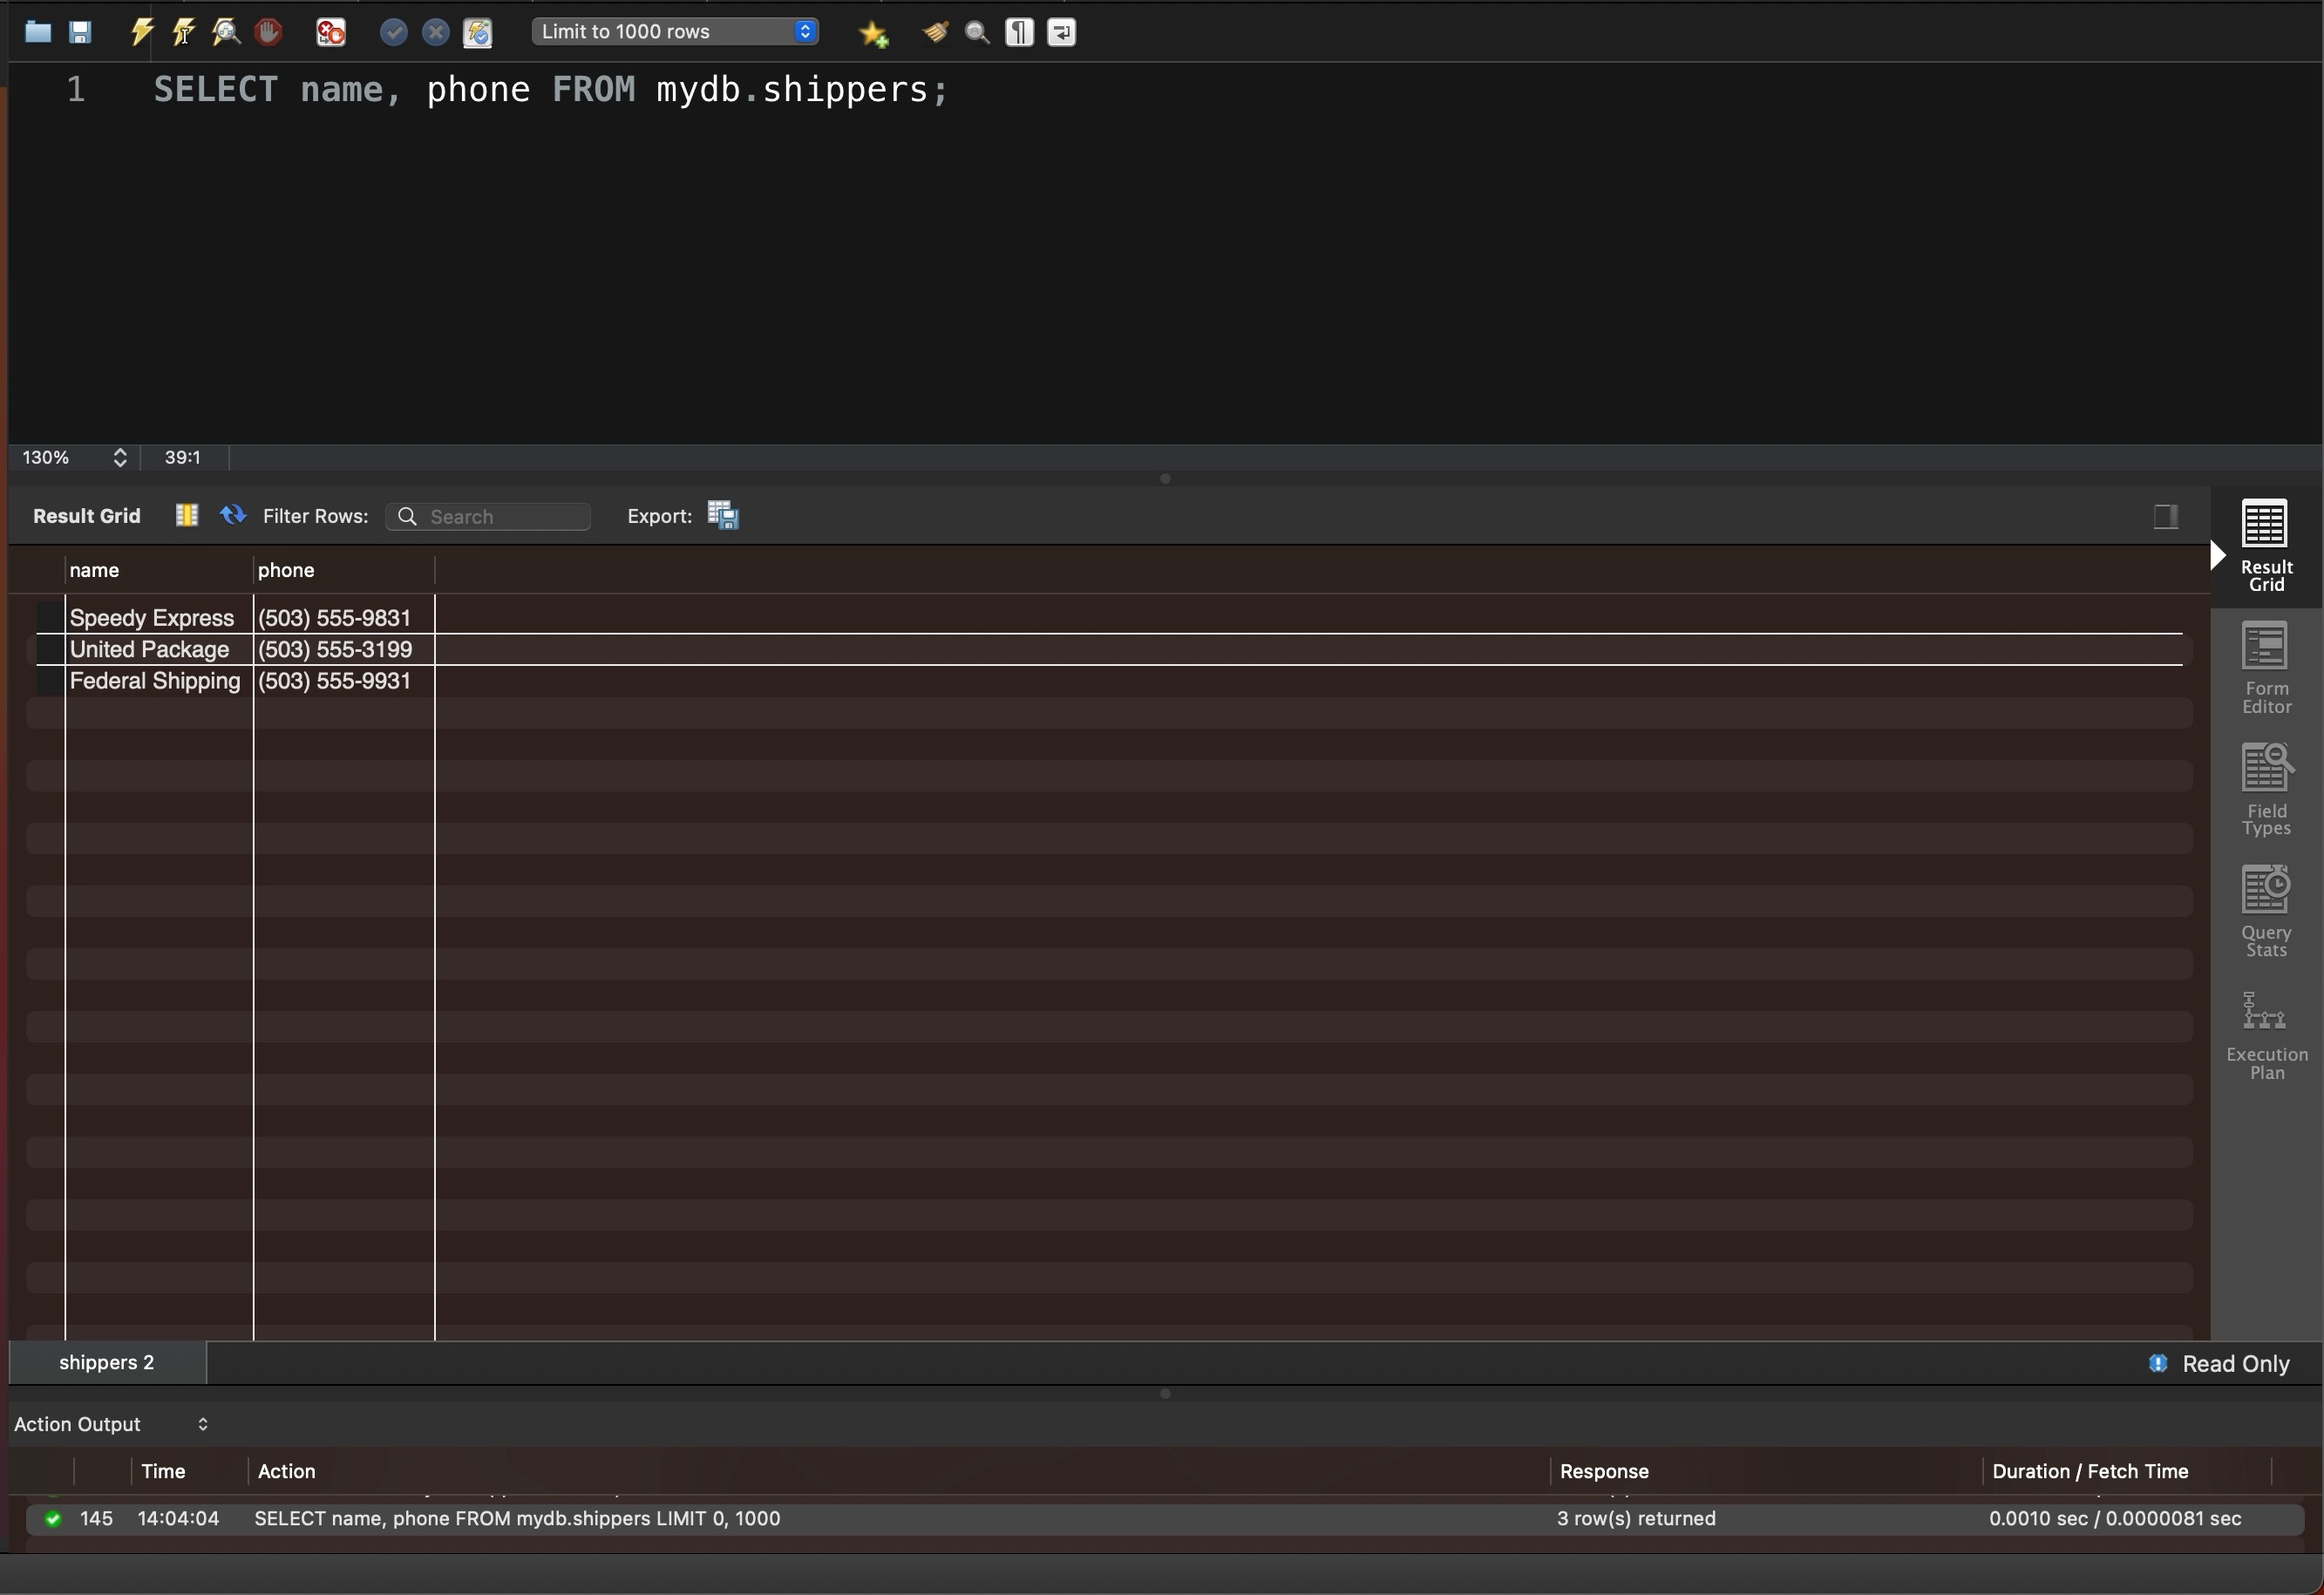 Limit to 1000 rows
1 SELECT name, phone FROM mydb.shippers;
130% 39:1
Result Grid Filter Rows: Search Export:
name phone
Speedy Express (503) 555-9831
United Package (503) 555-3199
Federal Shipping (503) 555-9931
Result
Grid
Form
Editor
Field
Types
Query
Stats
Execution
Plan
shippers 2 Read Only
Action Output
Time Action Response Duration / Fetch Time
145 14:04:04 SELECT name, phone FROM mydb.shippers LIMIT 0, 1000 3 row(s) returned 0.0010 sec / 0.0000081 sec